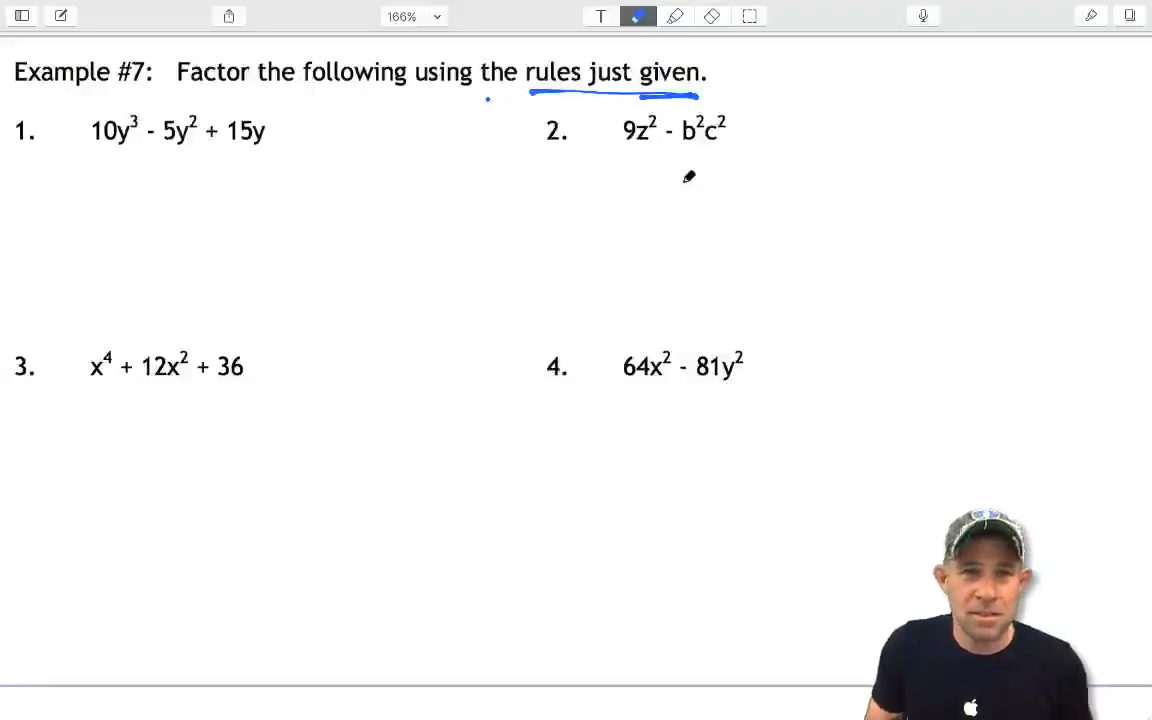 166%
T
Example #7: Factor the following using the rules just given.
1. 10y³ - 5y² + 15y
2. 9z² - b²c²
3. x⁴ + 12x² + 36
4. 64x² - 81y²